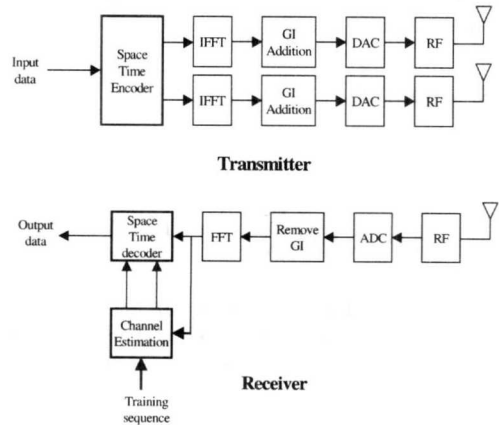 Input
data
Space
Time
Encoder
IFFT
GI
Addition
DAC
RF
IFFT
GI
Addition
DAC
RF
Transmitter
Output
data
Space
Time
decoder
FFT
Remove
GI
ADC
RF
Channel
Estimation
Receiver
Training
sequence